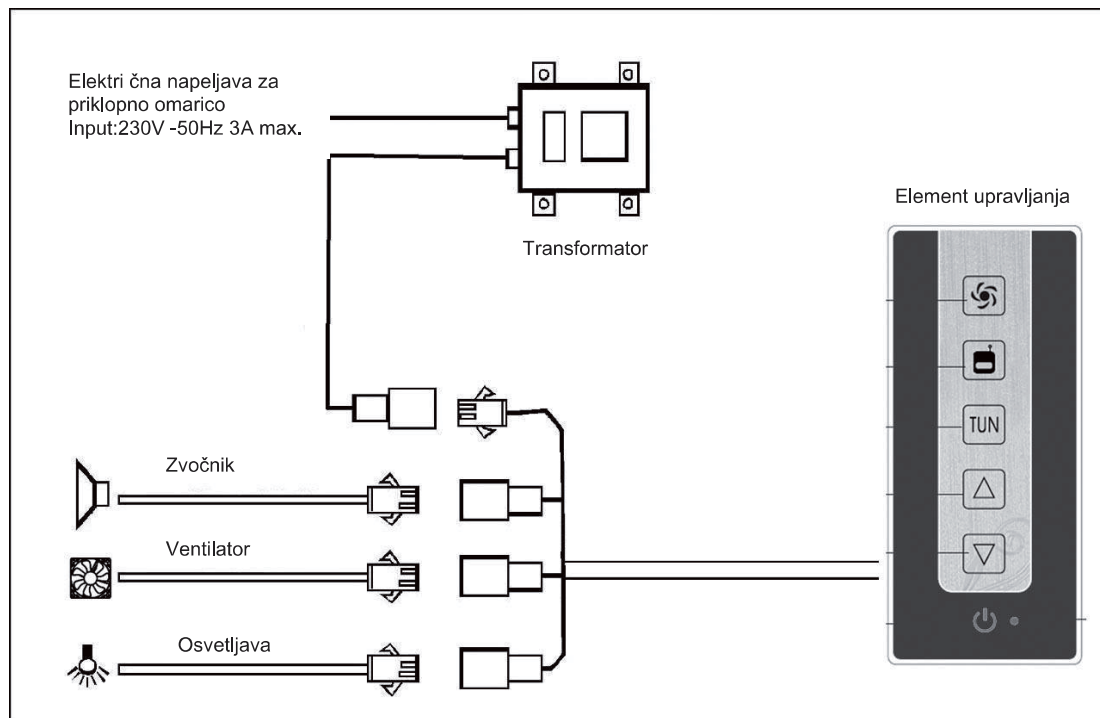 Elektri čna napeljava za
priklopno omarico
Input:230V -50Hz 3A max.
Transformator
Element upravljanja
TUN
Zvočnik
Ventilator
Osvetljava